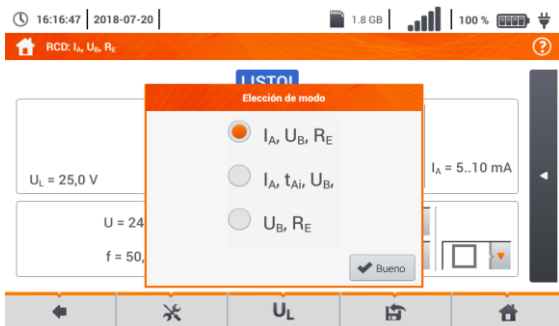 16:16:47 2018-07-20 1.8 GB 100 %
RCD: IA, UB, RE
LISTO!
Elección de modo
IA, UB, RE
IA, tAi, UB,
UB, RE
UL = 25,0 V
IA = 5..10 mA
U = 24
f = 50,
Bueno
UL